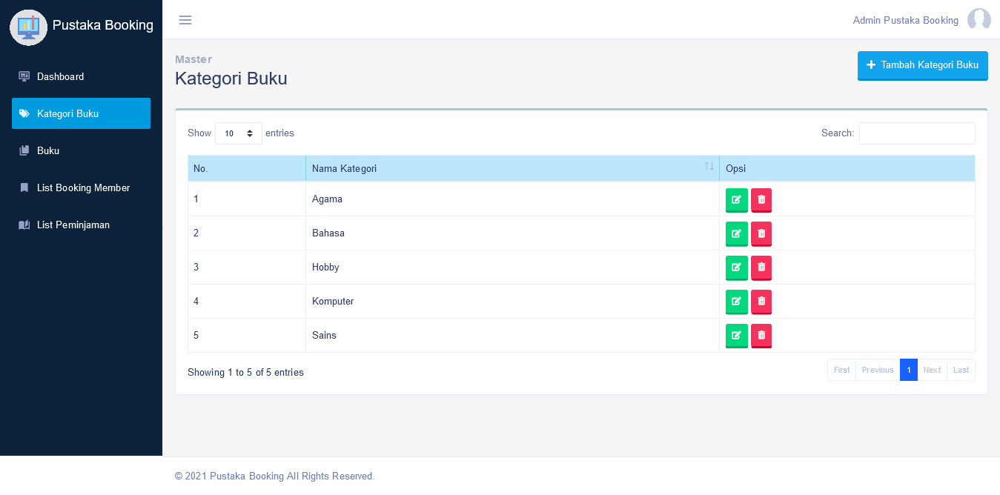 Pustaka Booking
Admin Pustaka Booking
Dashboard
Kategori Buku
Buku
List Booking Member
List Peminjaman
Master
Kategori Buku
Tambah Kategori Buku
Show 10 entries
Search:
No. Nama Kategori Opsi
1 Agama
2 Bahasa
3 Hobby
4 Komputer
5 Sains
Showing 1 to 5 of 5 entries
First Previous 1 Next Last
© 2021 Pustaka Booking All Rights Reserved.